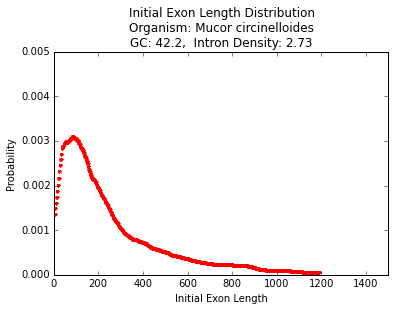 Initial Exon Length Distribution
Organism: Mucor circinelloides
GC: 42.2,  Intron Density: 2.73
0.005
0.004
0.003
0.002
0.001
0.000
Probability
0
200
400
600
800
1000
1200
1400
Initial Exon Length